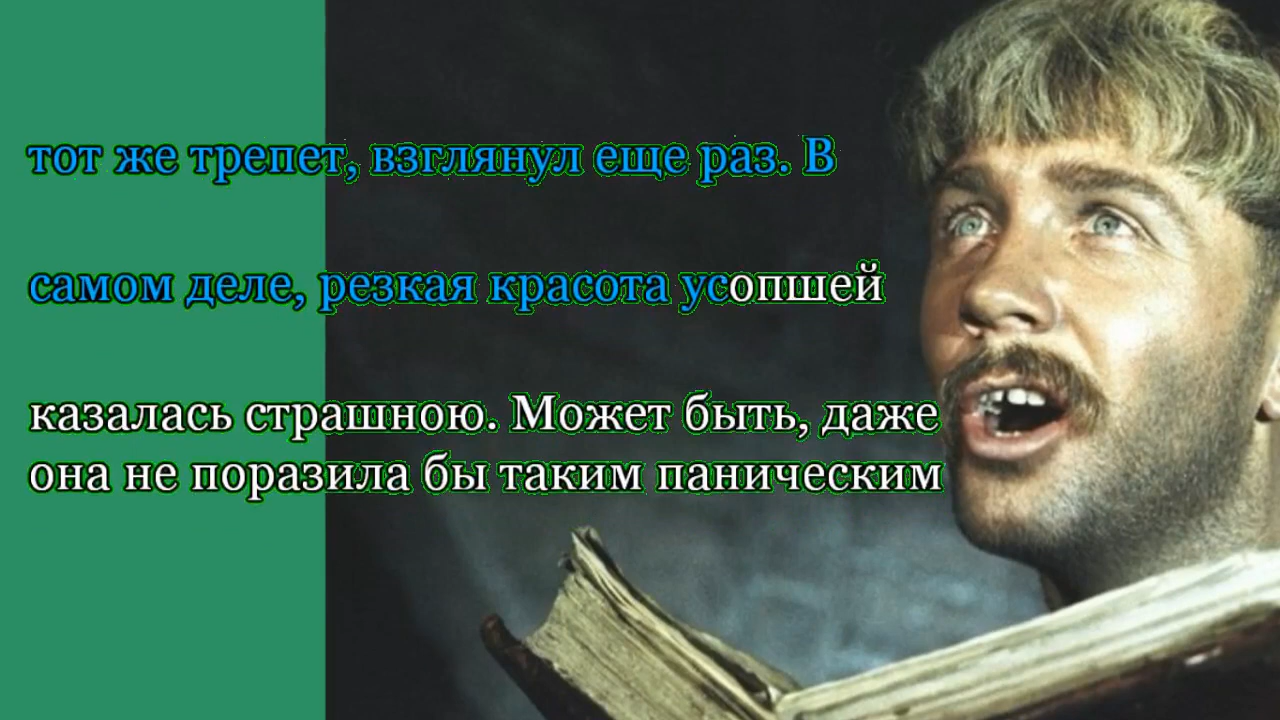 тот же трепет, взглянул еще раз. В
самом деле, резкая красота усопшей
казалась страшною. Может быть, даже
она не поразила бы таким паническим